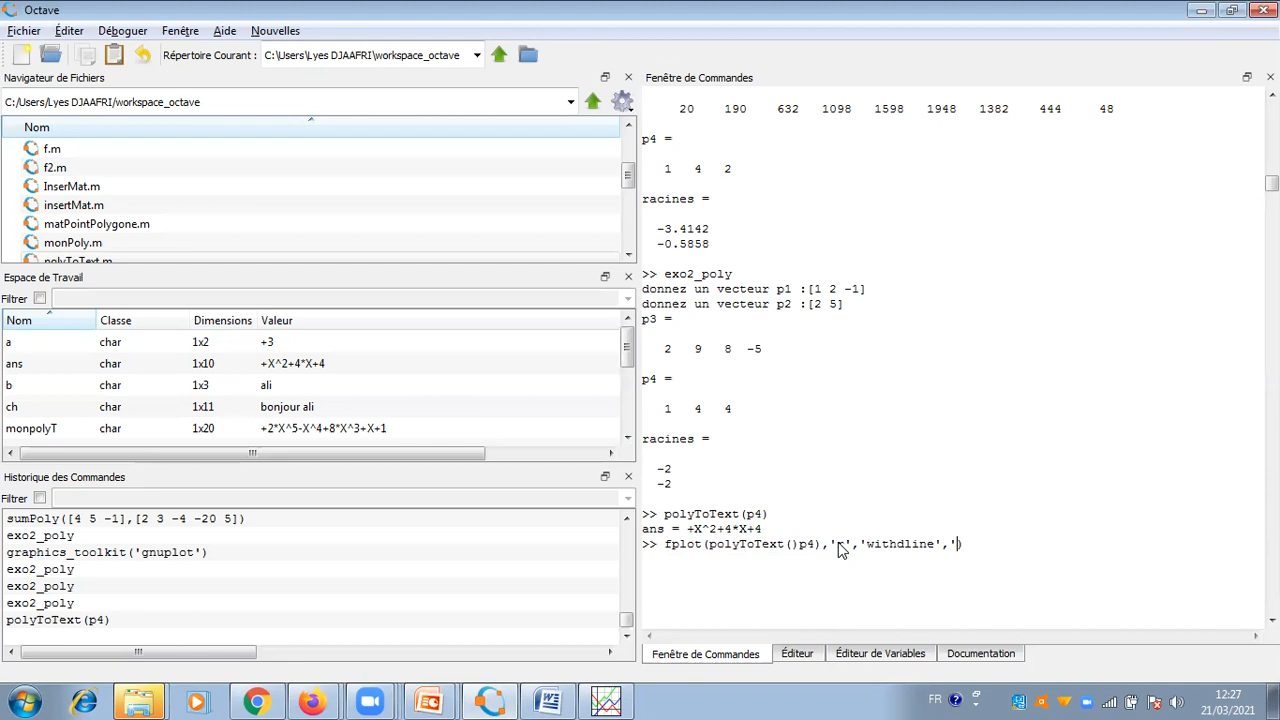 Octave
Fichier Éditer Déboguer Fenêtre Aide Nouvelles
Répertoire Courant : C:\Users\Lyes DJAAFRI\workspace_octave
Navigateur de Fichiers
C:/Users/Lyes DJAAFRI/workspace_octave
Nom
f.m
f2.m
InserMat.m
insertMat.m
matPointPolygone.m
monPoly.m
polyToText.m
Espace de Travail
Filtrer
Nom Classe Dimensions Valeur
a char 1x2 +3
ans char 1x10 +X^2+4*X+4
b char 1x3 ali
ch char 1x11 bonjour ali
monpolyT char 1x20 +2*X^5-X^4+8*X^3+X+1
Historique des Commandes
Filtrer
sumPoly([4 5 -1],[2 3 -4 -20 5])
exo2_poly
graphics_toolkit('gnuplot')
exo2_poly
exo2_poly
exo2_poly
polyToText(p4)
Fenêtre de Commandes
20 190 632 1098 1598 1948 1382 444 48
p4 =
1 4 2
racines =
-3.4142
-0.5858
>> exo2_poly
donnez un vecteur p1 :[1 2 -1]
donnez un vecteur p2 :[2 5]
p3 =
2 9 8 -5
p4 =
1 4 4
racines =
-2
-2
>> polyToText(p4)
ans = +X^2+4*X+4
>> fplot(polyToText()p4),'r','withdline',')
Fenêtre de Commandes Éditeur Éditeur de Variables Documentation
FR
12:27
21/03/2021